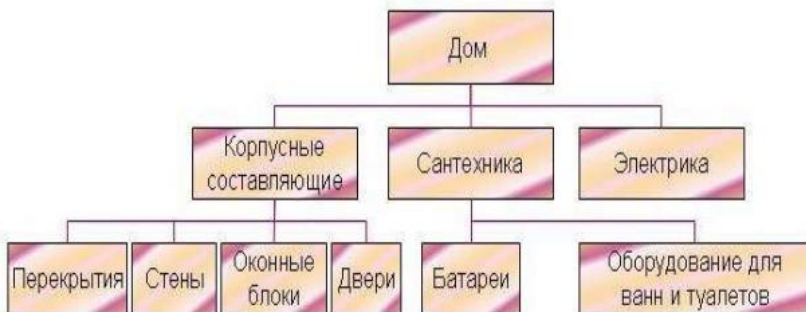 Дом
Корпусные
составляющие
Сантехника
Электрика
Перекрытия
Стены
Оконные
блоки
Двери
Батареи
Оборудование для
ванн и туалетов